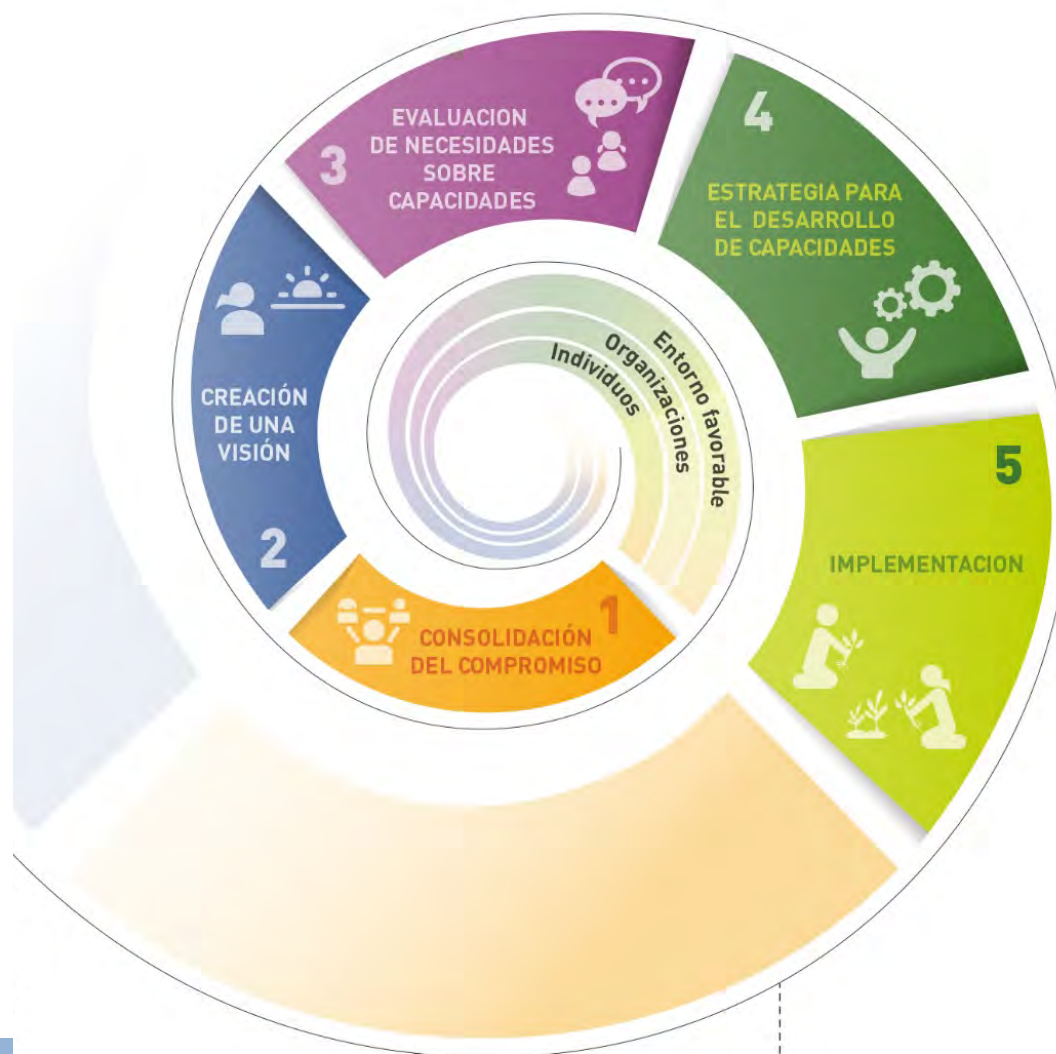 1
CONSOLIDACIÓN
DEL COMPROMISO
2
CREACIÓN
DE UNA
VISIÓN
3
EVALUACION
DE NECESIDADES
SOBRE
CAPACIDADES
4
ESTRATEGIA PARA
EL DESARROLLO
DE CAPACIDADES
5
IMPLEMENTACION
Individuos
Organizaciones
Entorno favorable